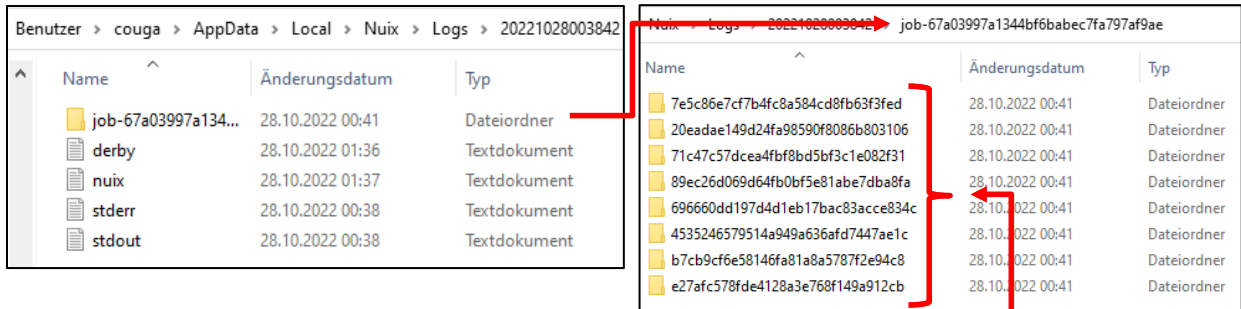 Benutzer > couga > AppData > Local > Nuix > Logs > 20221028003842
Name Änderungsdatum Typ
job-67a03997a134... 28.10.2022 00:41 Dateiordner
derby 28.10.2022 01:36 Textdokument
nuix 28.10.2022 01:37 Textdokument
stderr 28.10.2022 00:38 Textdokument
stdout 28.10.2022 00:38 Textdokument
Nuix > Logs > 20221028003842 > job-67a03997a1344bf6babec7fa797af9ae
Name Änderungsdatum Typ
7e5c86e7cf7b4fc8a584cd8fb63f3fed 28.10.2022 00:41 Dateiordner
20eadae149d24fa98590f8086b803106 28.10.2022 00:41 Dateiordner
71c47c57dcea4fbf8bd5bf3c1e082f31 28.10.2022 00:41 Dateiordner
89ec26d069d64fb0bf5e81abe7dba8fa 28.10.2022 00:41 Dateiordner
696660dd197d4d1eb17bac83acce834c 28.10.2022 00:41 Dateiordner
4535246579514a949a636afd7447ae1c 28.10.2022 00:41 Dateiordner
b7cb9cf6e58146fa81a8a5787f2e94c8 28.10.2022 00:41 Dateiordner
e27afc578fde4128a3e768f149a912cb 28.10.2022 00:41 Dateiordner